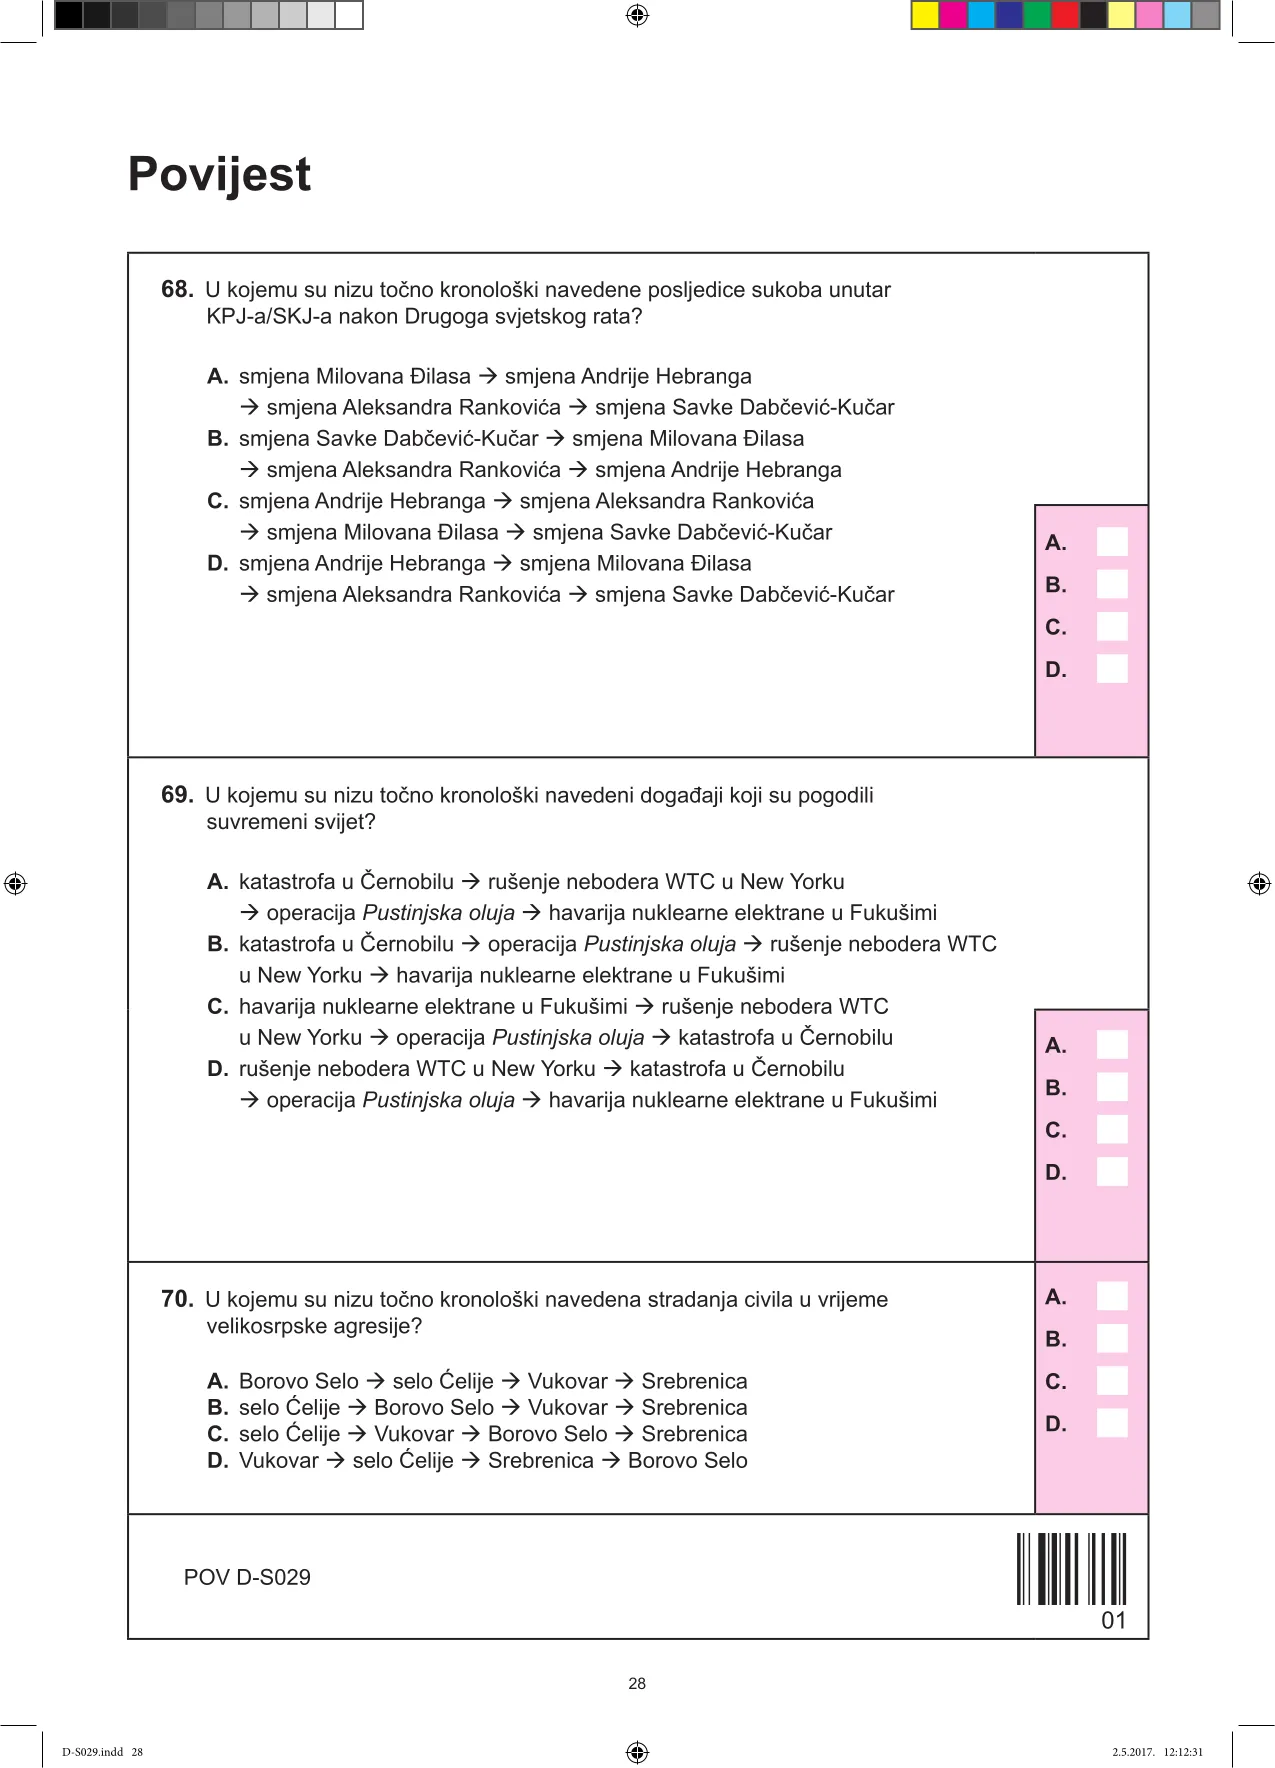 Povijest
68. U kojemu su nizu točno kronološki navedene posljedice sukoba unutar
KPJ-a/SKJ-a nakon Drugoga svjetskog rata?
A. smjena Milovana Đilasa → smjena Andrije Hebranga
→ smjena Aleksandra Rankovića → smjena Savke Dabčević-Kučar
B. smjena Savke Dabčević-Kučar → smjena Milovana Đilasa
→ smjena Aleksandra Rankovića → smjena Andrije Hebranga
C. smjena Andrije Hebranga → smjena Aleksandra Rankovića
→ smjena Milovana Đilasa → smjena Savke Dabčević-Kučar
D. smjena Andrije Hebranga → smjena Milovana Đilasa
→ smjena Aleksandra Rankovića → smjena Savke Dabčević-Kučar
A.
B.
C.
D.
69. U kojemu su nizu točno kronološki navedeni događaji koji su pogodili
suvremeni svijet?
A. katastrofa u Černobilu → rušenje nebodera WTC u New Yorku
→ operacija Pustinjska oluja → havarija nuklearne elektrane u Fukušimi
B. katastrofa u Černobilu → operacija Pustinjska oluja → rušenje nebodera WTC
u New Yorku → havarija nuklearne elektrane u Fukušimi
C. havarija nuklearne elektrane u Fukušimi → rušenje nebodera WTC
u New Yorku → operacija Pustinjska oluja → katastrofa u Černobilu
D. rušenje nebodera WTC u New Yorku → katastrofa u Černobilu
→ operacija Pustinjska oluja → havarija nuklearne elektrane u Fukušimi
A.
B.
C.
D.
70. U kojemu su nizu točno kronološki navedena stradanja civila u vrijeme
velikosrpske agresije?
A. Borovo Selo → selo Ćelije → Vukovar → Srebrenica
B. selo Ćelije → Borovo Selo → Vukovar → Srebrenica
C. selo Ćelije → Vukovar → Borovo Selo → Srebrenica
D. Vukovar → selo Ćelije → Srebrenica → Borovo Selo
A.
B.
C.
D.
POV D-S029
01
28
D-S029.indd 28
2.5.2017. 12:12:31